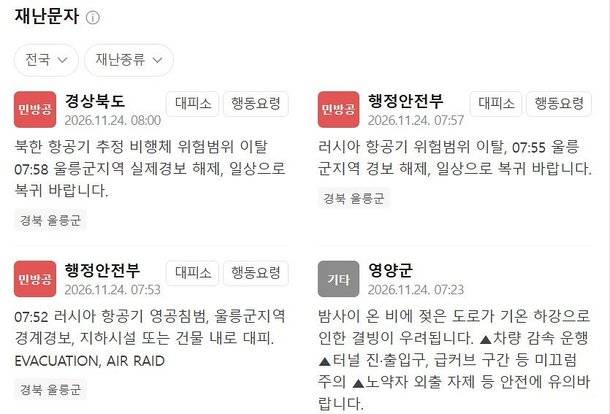 재난문자
전국
재난종류
민방공
경상북도
2026.11.24. 08:00
대피소
행동요령
북한 항공기 추정 비행체 위험범위 이탈
07:58 울릉군지역 실제경보 해제, 일상으로
복귀 바랍니다.
경북 울릉군
민방공
행정안전부
2026.11.24. 07:57
대피소
행동요령
러시아 항공기 위험범위 이탈, 07:55 울릉
군지역 경보 해제, 일상으로 복귀 바랍니다.
경북 울릉군
민방공
행정안전부
2026.11.24. 07:53
대피소
행동요령
07:52 러시아 항공기 영공침범, 울릉군지역
경계경보, 지하시설 또는 건물 내로 대피.
EVACUATION, AIR RAID
경북 울릉군
기타
영양군
2026.11.24. 07:23
밤사이 온 비에 젖은 도로가 기온 하강으로
인한 결빙이 우려됩니다. ▲차량 감속 운행
▲터널 진·출입구, 급커브 구간 등 미끄럼
주의 ▲노약자 외출 자제 등 안전에 유의바
랍니다.